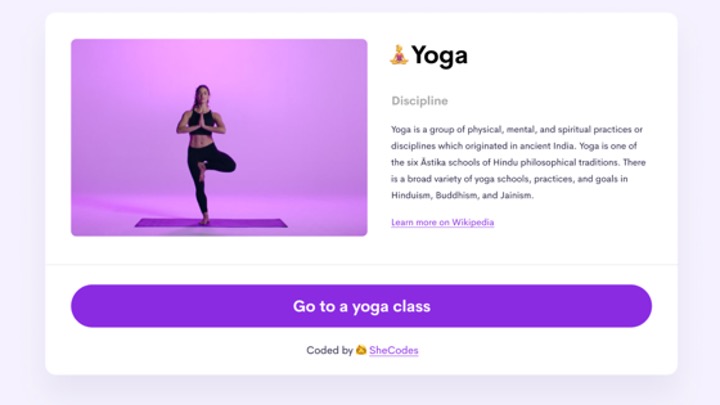 Yoga
Discipline
Yoga is a group of physical, mental, and spiritual practices or
disciplines which originated in ancient India. Yoga is one of
the six Āstika schools of Hindu philosophical traditions. There
is a broad variety of yoga schools, practices, and goals in
Hinduism, Buddhism, and Jainism.
Learn more on Wikipedia
Go to a yoga class
Coded by SheCodes